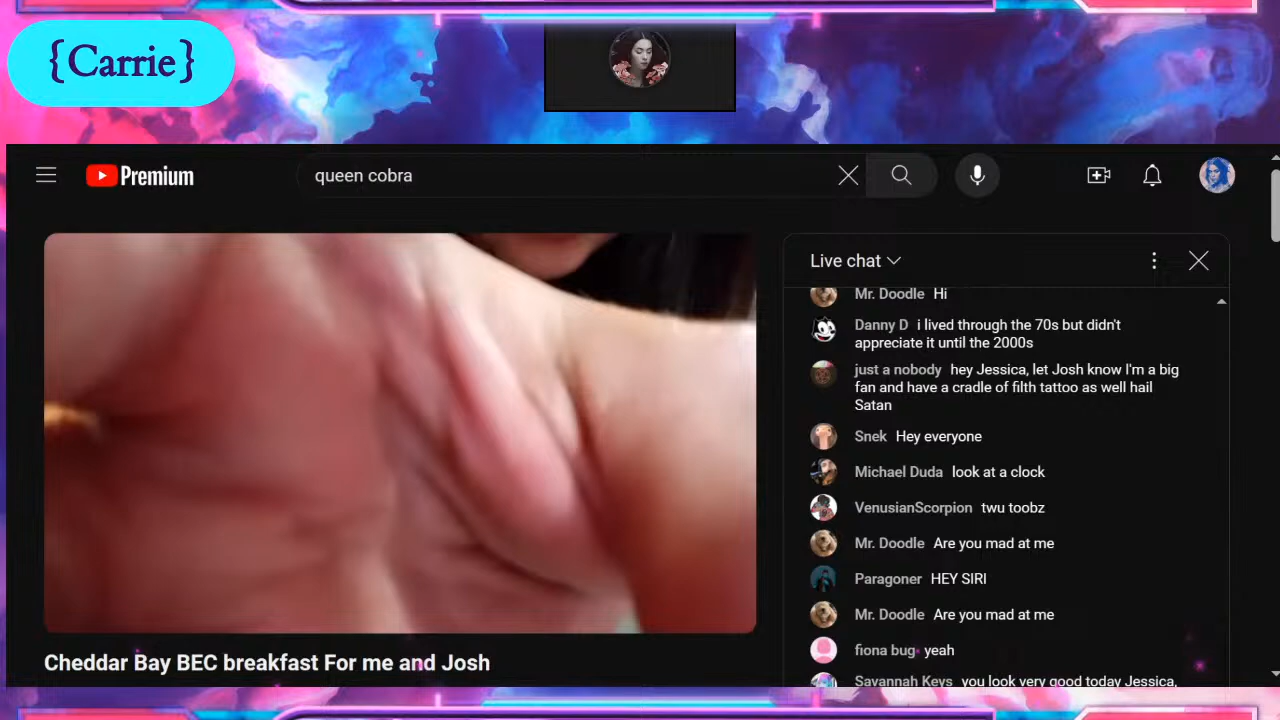 {Carrie}
Premium
queen cobra
Live chat
Mr. Doodle Hi
Danny D i lived through the 70s but didn't
appreciate it until the 2000s
just a nobody hey Jessica, let Josh know I'm a big
fan and have a cradle of filth tattoo as well hail
Satan
Snek Hey everyone
Michael Duda look at a clock
VenusianScorpion twu toobz
Mr. Doodle Are you mad at me
Paragoner HEY SIRI
Mr. Doodle Are you mad at me
fiona bug yeah
Savannah Keys you look very good today Jessica,
Cheddar Bay BEC breakfast For me and Josh